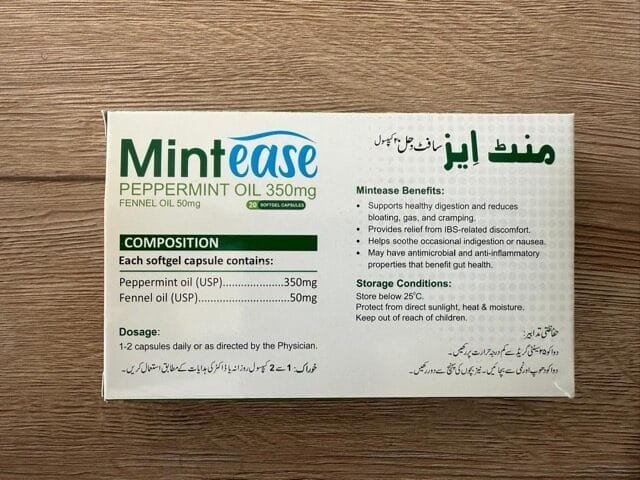 Mintease
PEPPERMINT OIL 350mg
FENNEL OIL 50mg
20 SOFTGEL CAPSULES
COMPOSITION
Each softgel capsule contains:
Peppermint oil (USP)....................350mg
Fennel oil (USP)..............................50mg
Dosage:
1-2 capsules daily or as directed by the Physician.
خوراک: 1 سے 2 کیپسول روزانہ یا ڈاکٹر کی ہدایات کے مطابق استعمال کریں۔
منٹ اِیز سافٹ جل ۲۰ کیپسول
Mintease Benefits:
• Supports healthy digestion and reduces
bloating, gas, and cramping.
• Provides relief from IBS-related discomfort.
• Helps soothe occasional indigestion or nausea.
• May have antimicrobial and anti-inflammatory
properties that benefit gut health.
Storage Conditions:
Store below 25°C.
Protect from direct sunlight, heat & moisture.
Keep out of reach of children.
حفاظتی تدابیر:
دوا کو ۲۵ سینٹی گریڈ سے کم درجہ حرارت پر رکھیں۔
دوا کو دھوپ اور نمی سے بچائیں۔ نیز بچوں کی پہنچ سے دور رکھیں۔